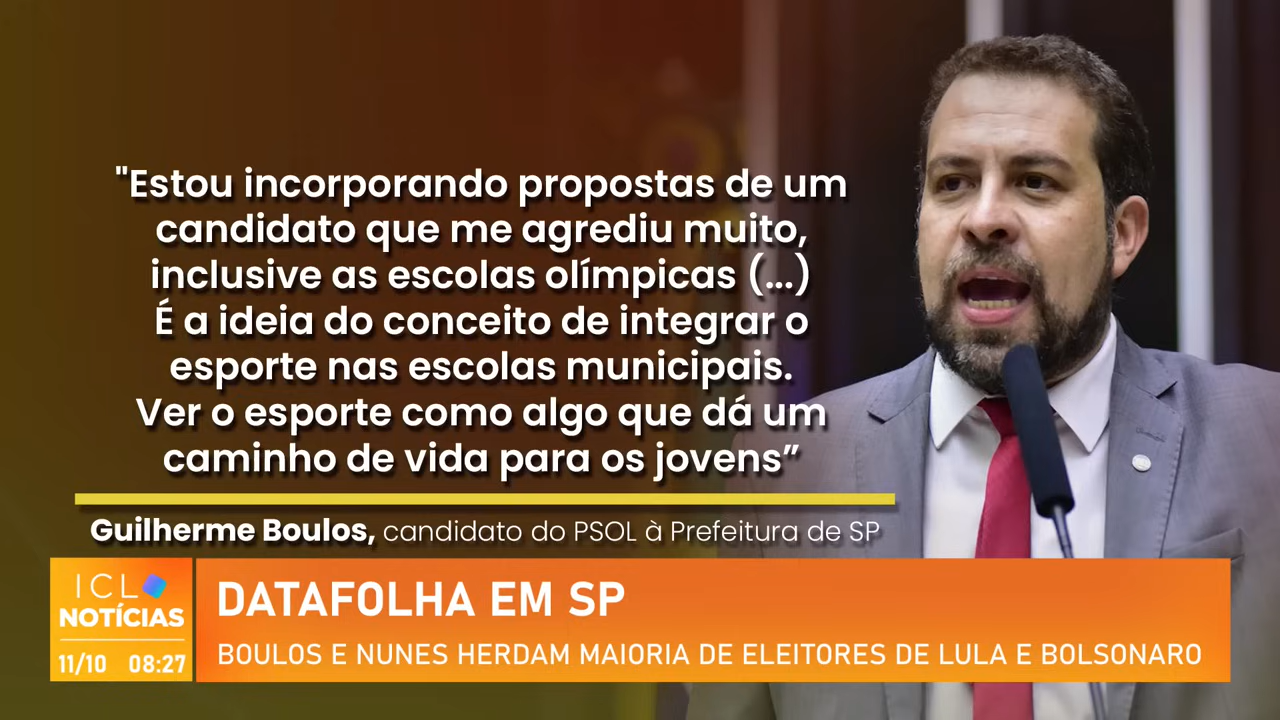 "Estou incorporando propostas de um
candidato que me agrediu muito,
inclusive as escolas olímpicas (...)
É a ideia do conceito de integrar o
esporte nas escolas municipais.
Ver o esporte como algo que dá um
caminho de vida para os jovens”
Guilherme Boulos, candidato do PSOL à Prefeitura de SP
ICL
NOTÍCIAS
11/10 08:27
DATAFOLHA EM SP
BOULOS E NUNES HERDAM MAIORIA DE ELEITORES DE LULA E BOLSONARO